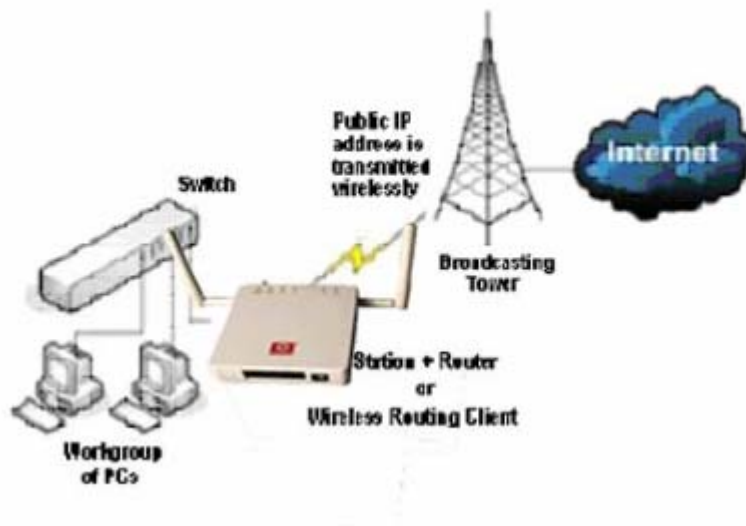 Public IP
address is
transmitted
wirelessly
Internet
Switch
Broadcasting
Tower
Station + Router
or
Wireless Routing Client
Workgroup
of PCs